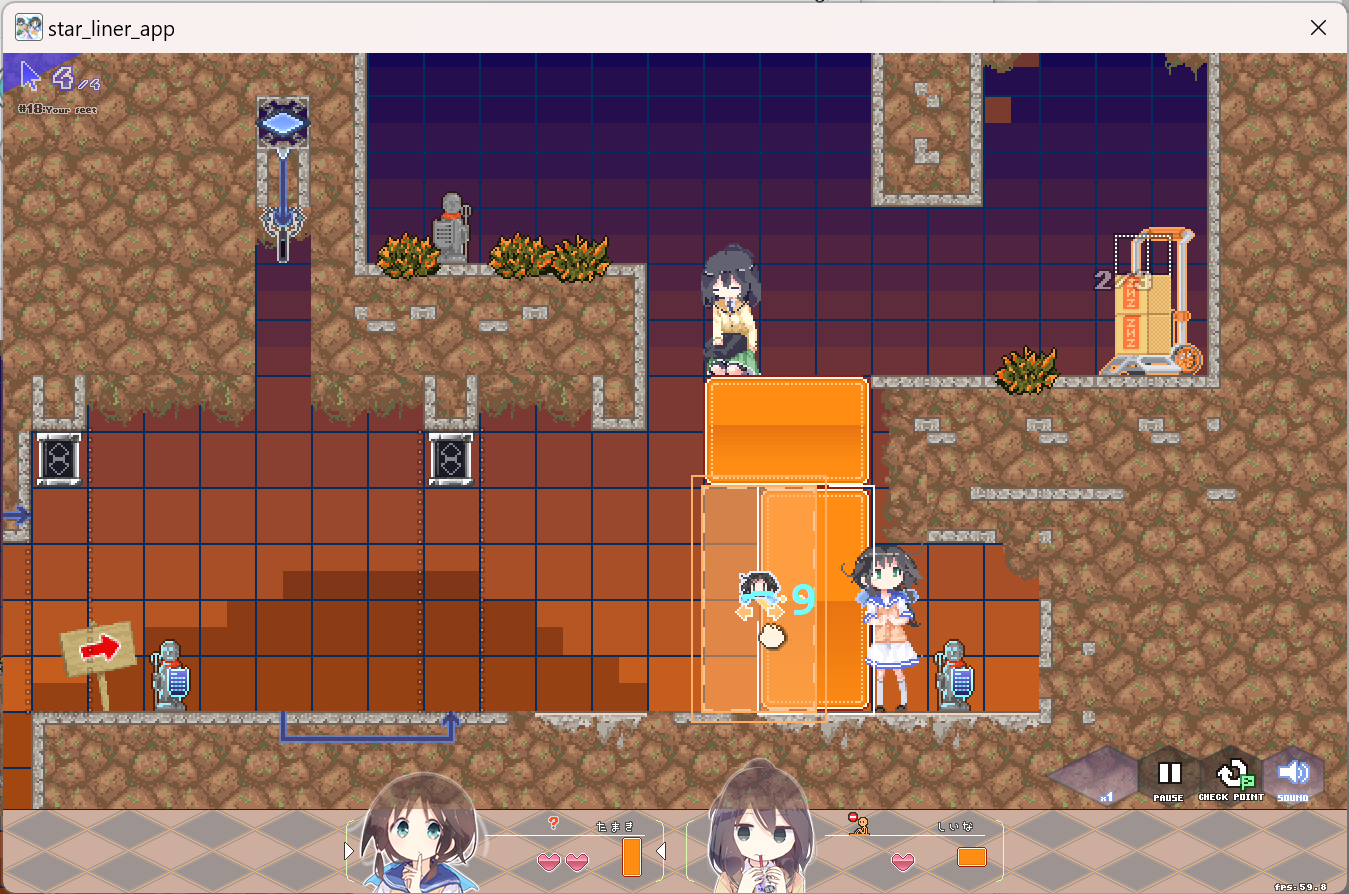 star_liner_app
4/4
#18:Your feet
2/3
9
x1
PAUSE
CHECK POINT
SOUND
たまき
しいな
?
fps:59.8